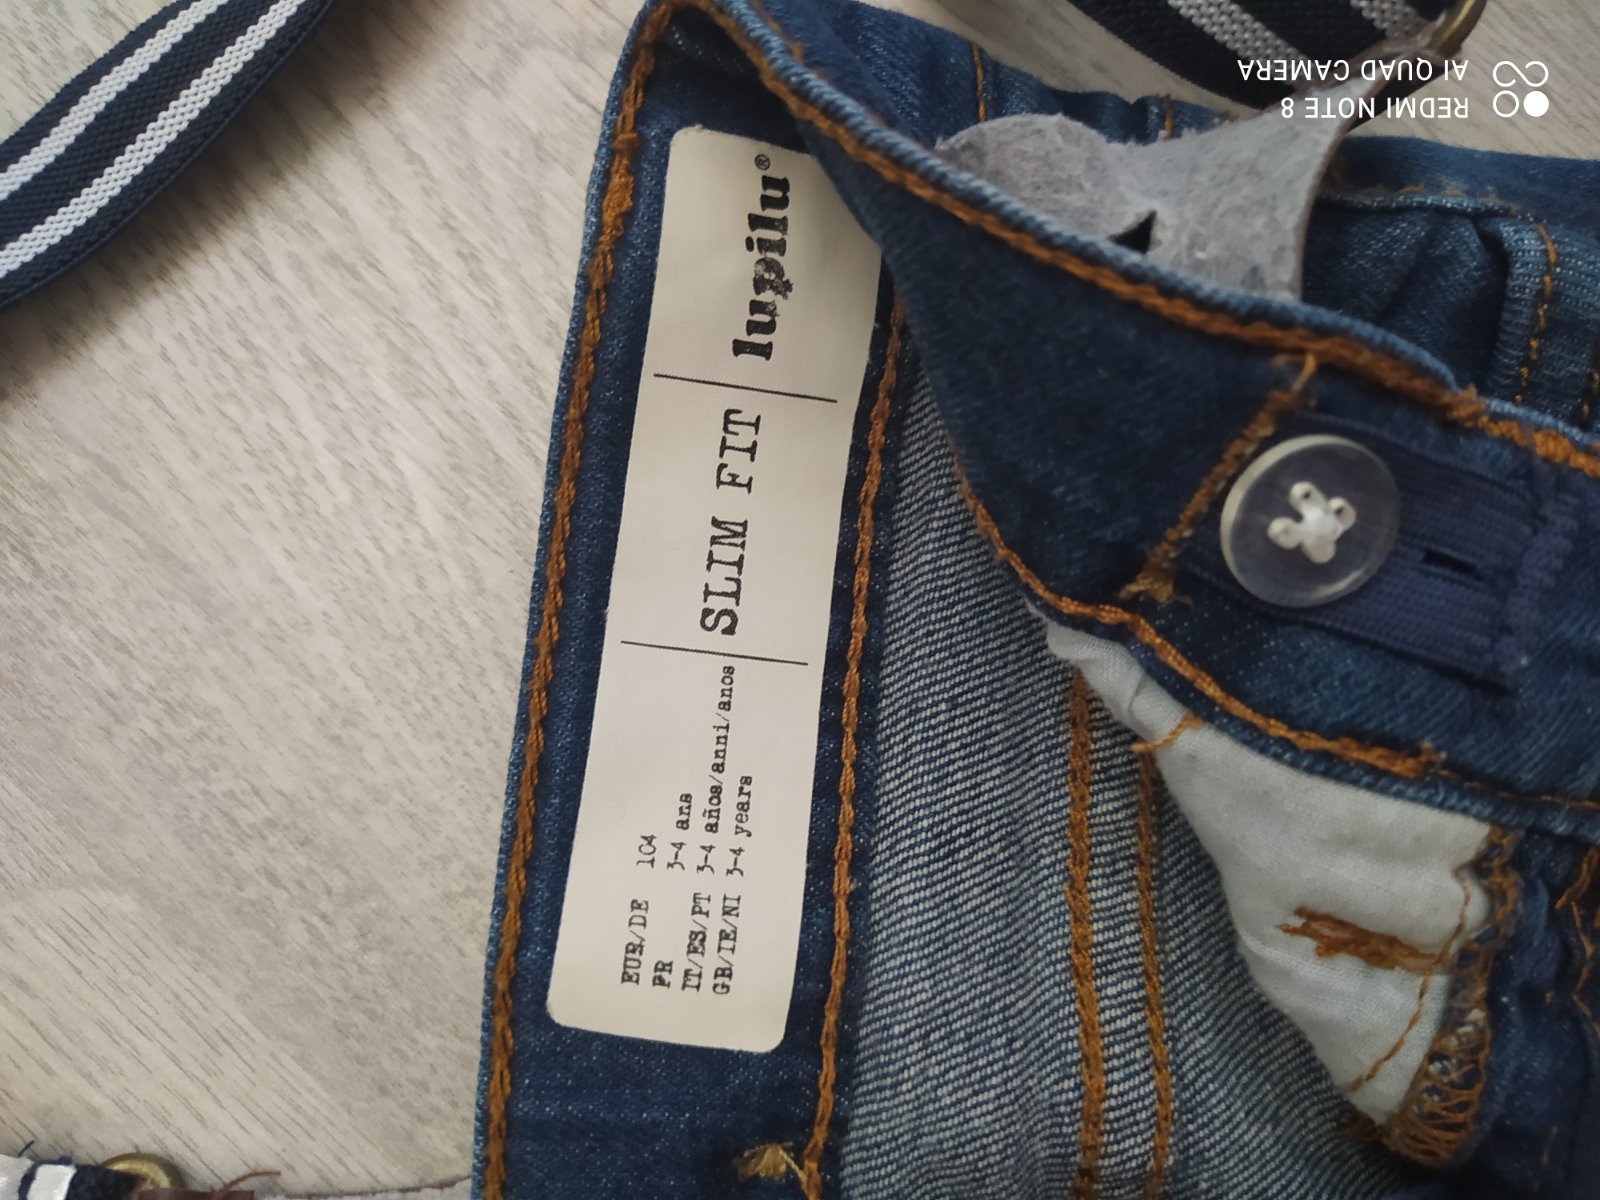 EUR/DE 104
FR 3-4 ans
IT/ES/PT 3-4 años/anni/anos
GB/IE/NI 3-4 years
SLIM FIT
lupilu®
REDMI NOTE 8
AI QUAD CAMERA